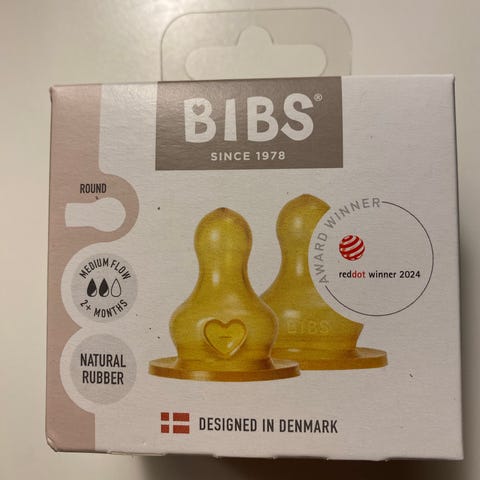 BIBS®
SINCE 1978
ROUND
MEDIUM FLOW
2+ MONTHS
NATURAL
RUBBER
AWARD WINNER
reddot winner 2024
BIBS
DESIGNED IN DENMARK